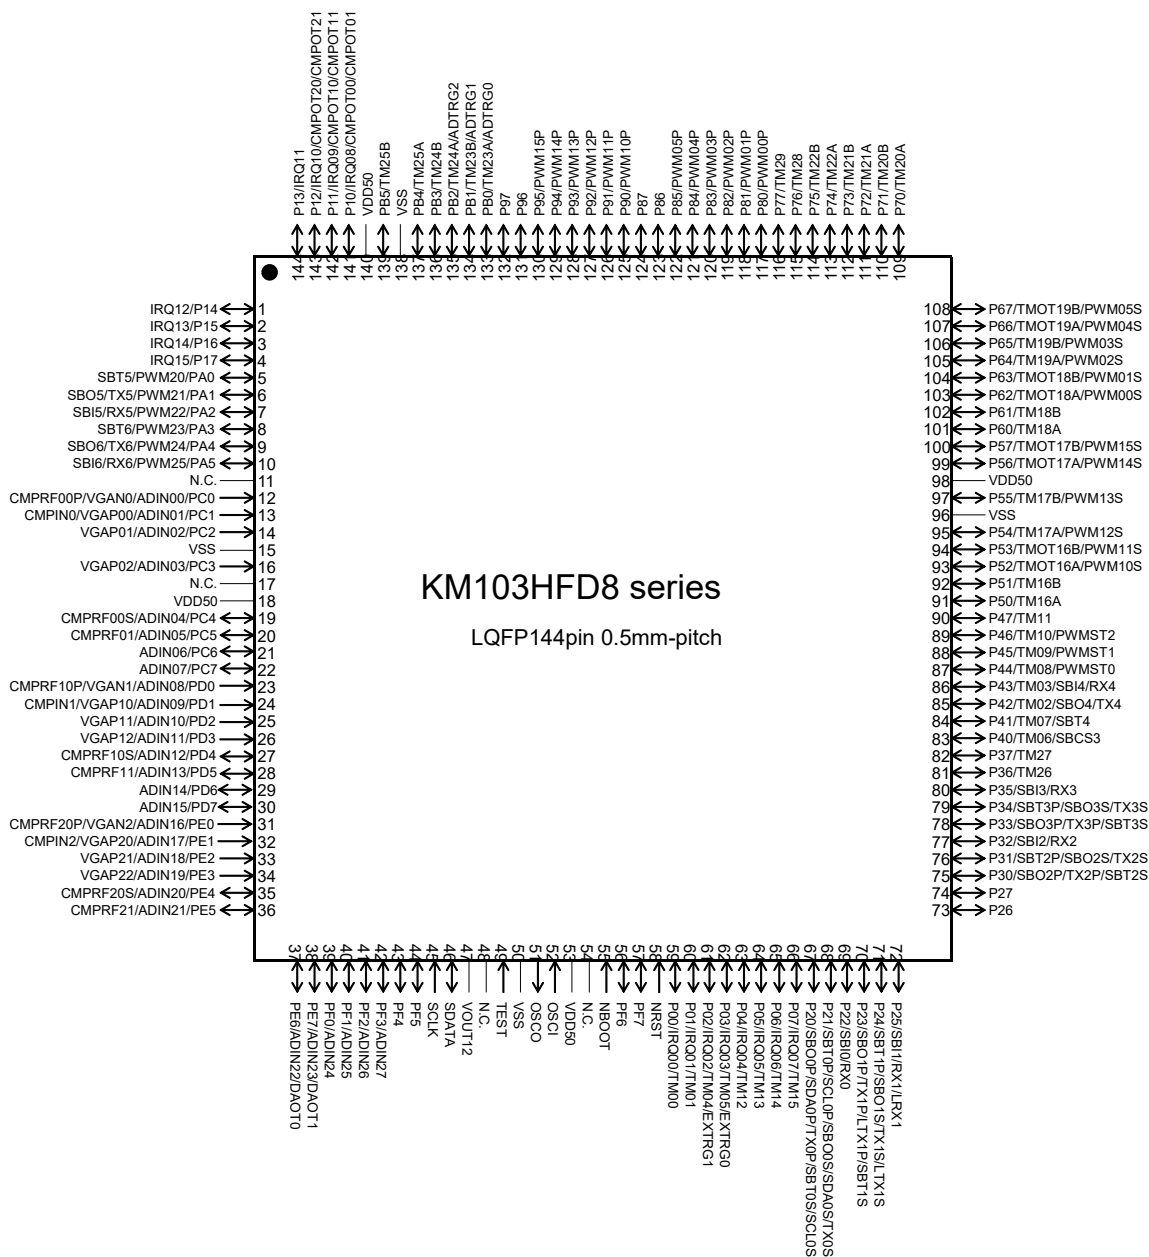 P13/IRQ11
P12/IRQ10/CMPOT20/CMPOT21
P11/IRQ09/CMPOT10/CMPOT11
P10/IRQ08/CMPOT00/CMPOT01
VDD50
PB5/TM25B
VSS
PB4/TM25A
PB3/TM24B
PB2/TM24A/ADTRG2
PB1/TM23B/ADTRG1
PB0/TM23A/ADTRG0
P97
P96
P95/PWM15P
P94/PWM14P
P93/PWM13P
P92/PWM12P
P91/PWM11P
P90/PWM10P
P87
P86
P85/PWM05P
P84/PWM04P
P83/PWM03P
P82/PWM02P
P81/PWM01P
P80/PWM00P
P77/TM29
P76/TM28
P75/TM22B
P74/TM22A
P73/TM21B
P72/TM21A
P71/TM20B
P70/TM20A
144
143
142
141
140
139
138
137
136
135
134
133
132
131
130
129
128
127
126
125
124
123
122
121
120
119
118
117
116
115
114
113
112
111
110
109
IRQ12/P14 1
IRQ13/P15 2
IRQ14/P16 3
IRQ15/P17 4
SBT5/PWM20/PA0 5
SBO5/TX5/PWM21/PA1 6
SBI5/RX5/PWM22/PA2 7
SBT6/PWM23/PA3 8
SBO6/TX6/PWM24/PA4 9
SBI6/RX6/PWM25/PA5 10
N.C. 11
CMPRF00P/VGAN0/ADIN00/PC0 12
CMPIN0/VGAP00/ADIN01/PC1 13
VGAP01/ADIN02/PC2 14
VSS 15
VGAP02/ADIN03/PC3 16
N.C. 17
VDD50 18
CMPRF00S/ADIN04/PC4 19
CMPRF01/ADIN05/PC5 20
ADIN06/PC6 21
ADIN07/PC7 22
CMPRF10P/VGAN1/ADIN08/PD0 23
CMPIN1/VGAP10/ADIN09/PD1 24
VGAP11/ADIN10/PD2 25
VGAP12/ADIN11/PD3 26
CMPRF10S/ADIN12/PD4 27
CMPRF11/ADIN13/PD5 28
ADIN14/PD6 29
ADIN15/PD7 30
CMPRF20P/VGAN2/ADIN16/PE0 31
CMPIN2/VGAP20/ADIN17/PE1 32
VGAP21/ADIN18/PE2 33
VGAP22/ADIN19/PE3 34
CMPRF20S/ADIN20/PE4 35
CMPRF21/ADIN21/PE5 36
KM103HFD8 series
LQFP144pin 0.5mm-pitch
108 P67/TMOT19B/PWM05S
107 P66/TMOT19A/PWM04S
106 P65/TM19B/PWM03S
105 P64/TM19A/PWM02S
104 P63/TMOT18B/PWM01S
103 P62/TMOT18A/PWM00S
102 P61/TM18B
101 P60/TM18A
100 P57/TMOT17B/PWM15S
99 P56/TMOT17A/PWM14S
98 VDD50
97 P55/TM17B/PWM13S
96 VSS
95 P54/TM17A/PWM12S
94 P53/TMOT16B/PWM11S
93 P52/TMOT16A/PWM10S
92 P51/TM16B
91 P50/TM16A
90 P47/TM11
89 P46/TM10/PWMST2
88 P45/TM09/PWMST1
87 P44/TM08/PWMST0
86 P43/TM03/SBI4/RX4
85 P42/TM02/SBO4/TX4
84 P41/TM07/SBT4
83 P40/TM06/SBCS3
82 P37/TM27
81 P36/TM26
80 P35/SBI3/RX3
79 P34/SBT3P/SBO3S/TX3S
78 P33/SBO3P/TX3P/SBT3S
77 P32/SBI2/RX2
76 P31/SBT2P/SBO2S/TX2S
75 P30/SBO2P/TX2P/SBT2S
74 P27
73 P26
37
38
39
40
41
42
43
44
45
46
47
48
49
50
51
52
53
54
55
56
57
58
59
60
61
62
63
64
65
66
67
68
69
70
71
72
PE6/ADIN22/DAOT0
PE7/ADIN23/DAOT1
PF0/ADIN24
PF1/ADIN25
PF2/ADIN26
PF3/ADIN27
PF4
PF5
SCLK
SDATA
VOUT12
N.C.
TEST
VSS
OSCO
OSCI
VDD50
N.C.
NBOOT
PF6
PF7
NRST
P00/IRQ00/TM00
P01/IRQ01/TM01
P02/IRQ02/TM04/EXTRG1
P03/IRQ03/TM05/EXTRG0
P04/IRQ04/TM12
P05/IRQ05/TM13
P06/IRQ06/TM14
P07/IRQ07/TM15
P20/SBO0P/SDA0P/TX0P/SBT0S/SCL0S
P21/SBT0P/SCL0P/SBO0S/SDA0S/TX0S
P22/SBI0/RX0
P23/SBO1P/TX1P/LTX1P/SBT1S
P24/SBT1P/SBO1S/TX1S/LTX1S
P25/SBI1/RX1/LRX1